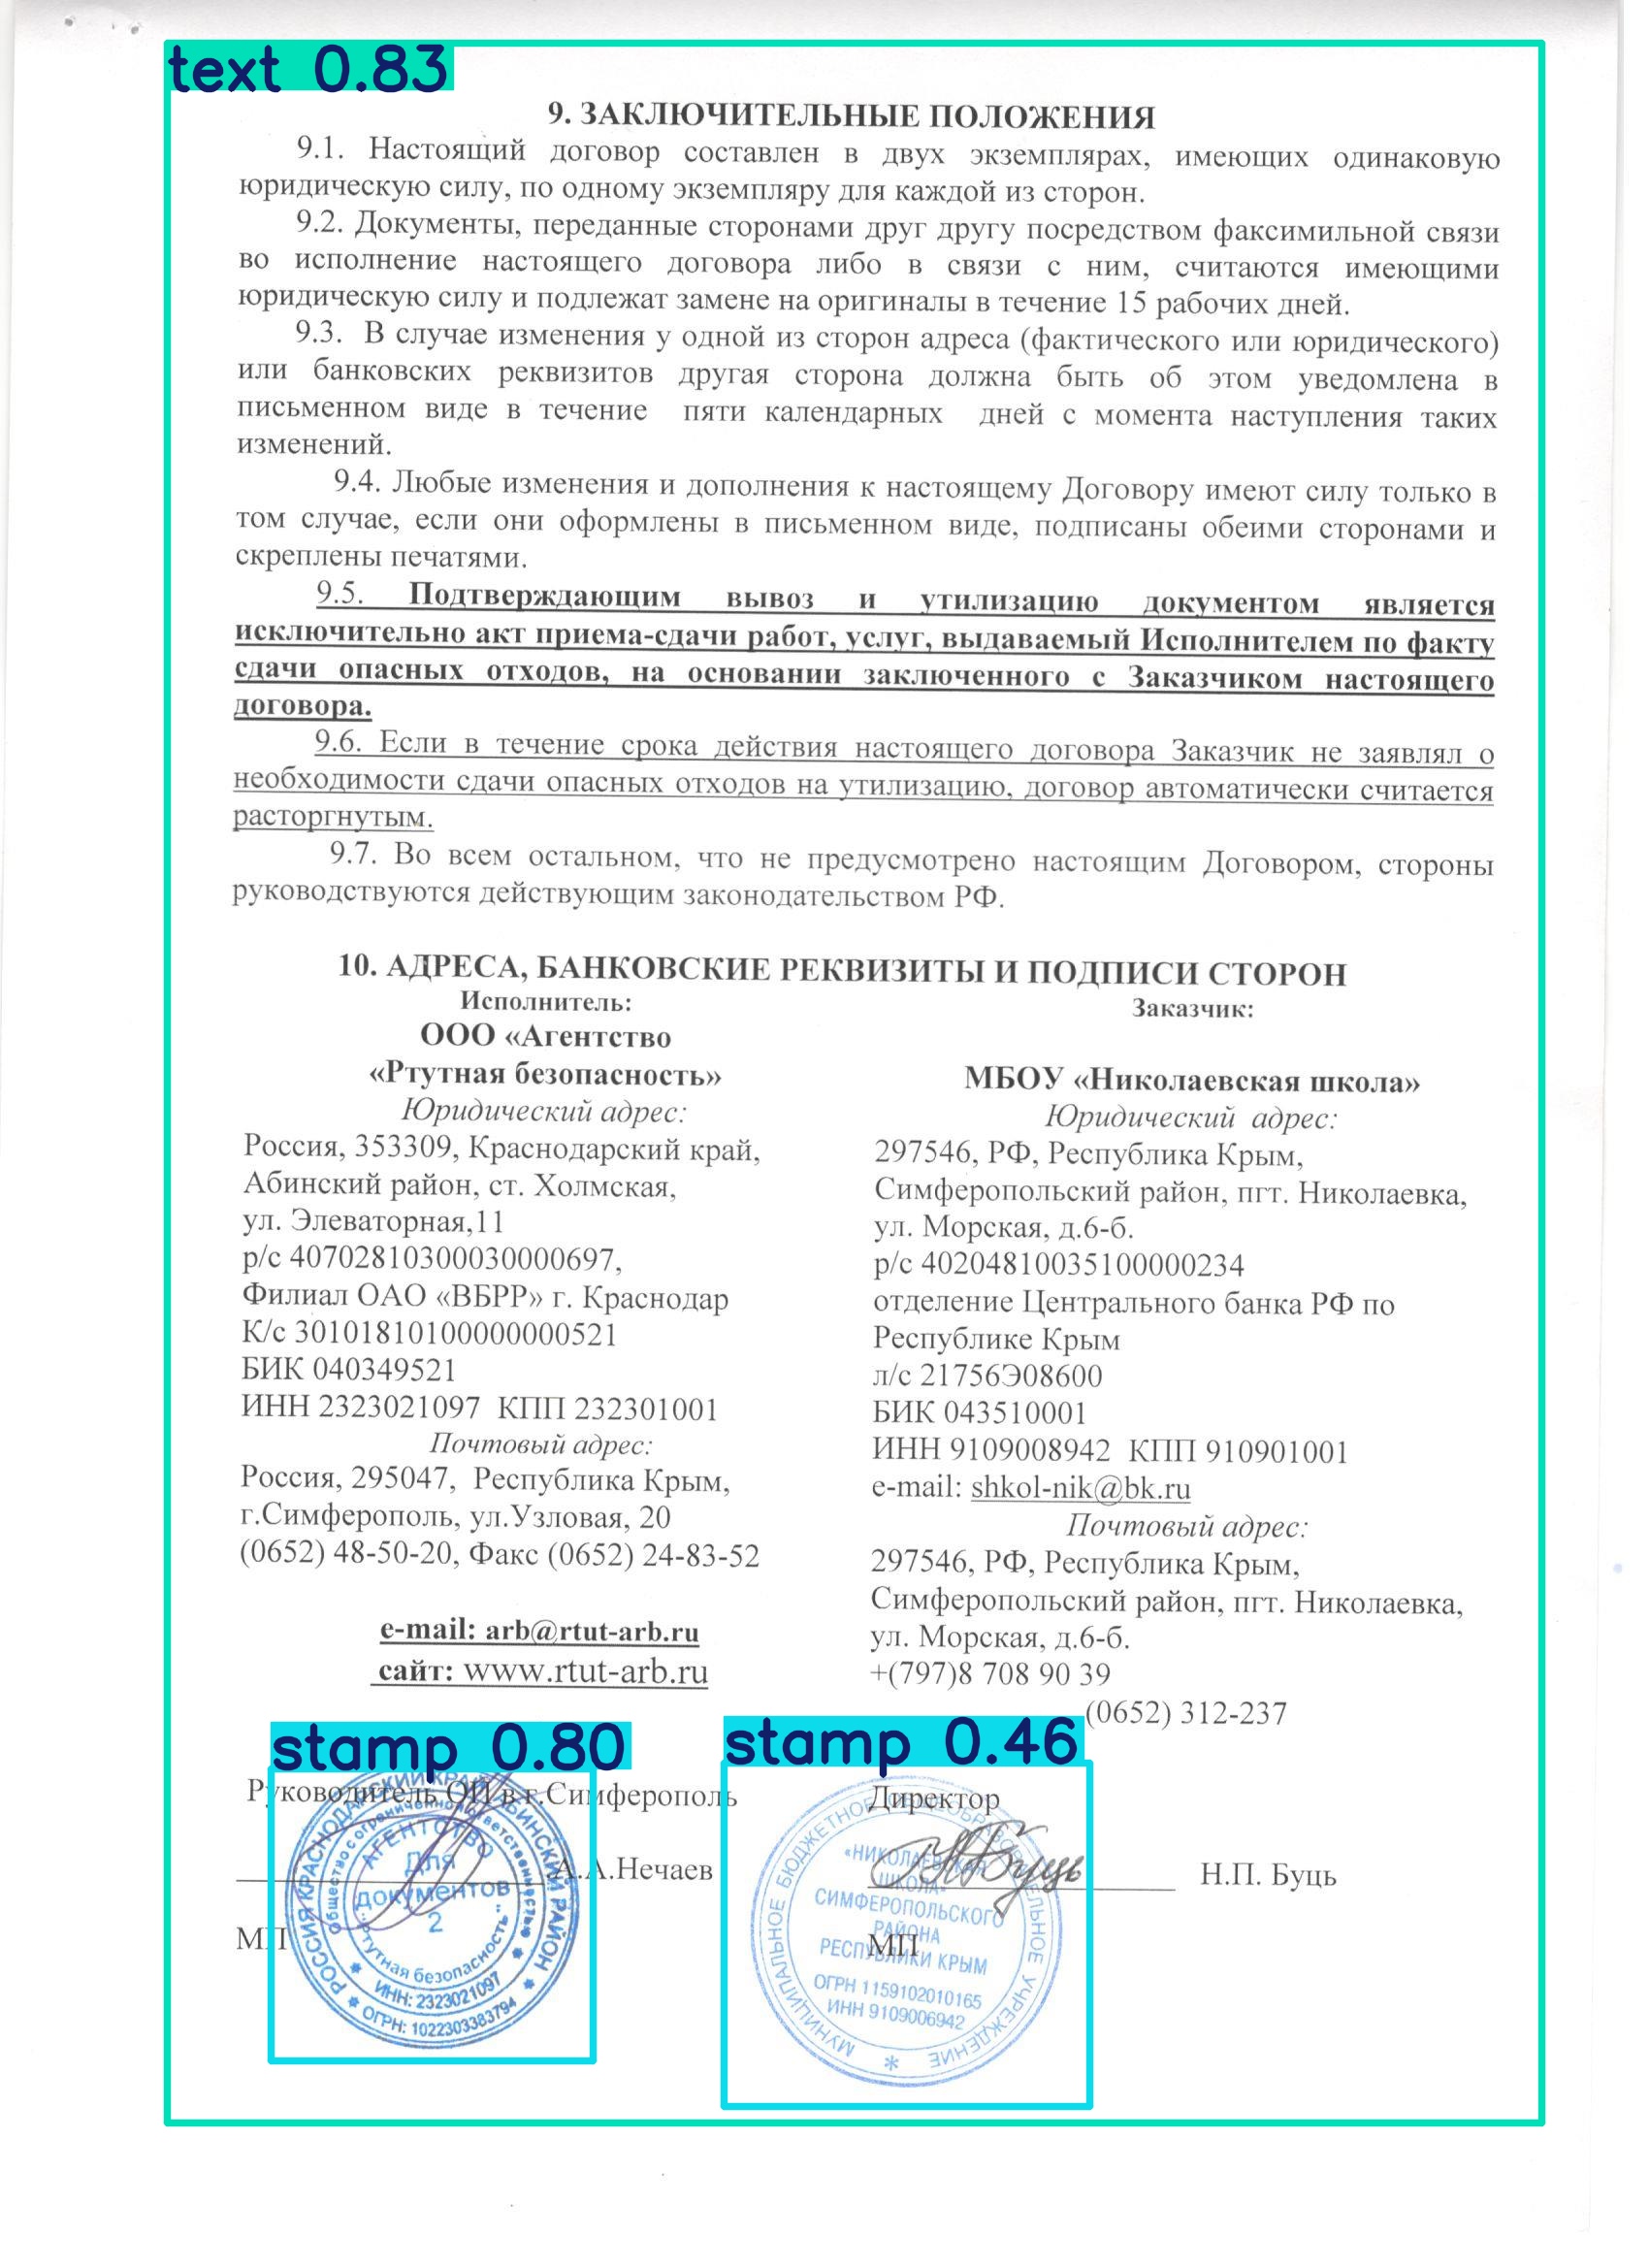 text 0.83
9. ЗАКЛЮЧИТЕЛЬНЫЕ ПОЛОЖЕНИЯ
9.1. Настоящий договор составлен в двух экземплярах, имеющих одинаковую
юридическую силу, по одному экземпляру для каждой из сторон.
9.2. Документы, переданные сторонами друг другу посредством факсимильной связи
во исполнение настоящего договора либо в связи с ним, считаются имеющими
юридическую силу и подлежат замене на оригиналы в течение 15 рабочих дней.
9.3. В случае изменения у одной из сторон адреса (фактического или юридического)
или банковских реквизитов другая сторона должна быть об этом уведомлена в
письменном виде в течение пяти календарных дней с момента наступления таких
изменений.
9.4. Любые изменения и дополнения к настоящему Договору имеют силу только в
том случае, если они оформлены в письменном виде, подписаны обеими сторонами и
скреплены печатями.
9.5. Подтверждающим вывоз и утилизацию документом является
исключительно акт приема-сдачи работ, услуг, выдаваемый Исполнителем по факту
сдачи опасных отходов, на основании заключенного с Заказчиком настоящего
договора.
9.6. Если в течение срока действия настоящего договора Заказчик не заявлял о
необходимости сдачи опасных отходов на утилизацию, договор автоматически считается
расторгнутым.
9.7. Во всем остальном, что не предусмотрено настоящим Договором, стороны
руководствуются действующим законодательством РФ.
10. АДРЕСА, БАНКОВСКИЕ РЕКВИЗИТЫ И ПОДПИСИ СТОРОН
Исполнитель:
ООО «Агентство
«Ртутная безопасность»
Юридический адрес:
Россия, 353309, Краснодарский край,
Абинский район, ст. Холмская,
ул. Элеваторная,11
р/с 40702810300030000697,
Филиал ОАО «ВБРР» г. Краснодар
К/с 30101810100000000521
БИК 040349521
ИНН 2323021097 КПП 232301001
Почтовый адрес:
Россия, 295047, Республика Крым,
г.Симферополь, ул.Узловая, 20
(0652) 48-50-20, Факс (0652) 24-83-52
e-mail: arb@rtut-arb.ru
сайт: www.rtut-arb.ru
Заказчик:
МБОУ «Николаевская школа»
Юридический адрес:
297546, РФ, Республика Крым,
Симферопольский район, пгт. Николаевка,
ул. Морская, д.6-б.
р/с 40204810035100000234
отделение Центрального банка РФ по
Республике Крым
л/с 21756Э08600
БИК 043510001
ИНН 9109008942 КПП 910901001
e-mail: shkol-nik@bk.ru
Почтовый адрес:
297546, РФ, Республика Крым,
Симферопольский район, пгт. Николаевка,
ул. Морская, д.6-б.
+(797)8 708 90 39
(0652) 312-237
stamp 0.80
Руководитель ОП в г.Симферополь
А.А.Нечаев
МП
РОССИЯ КРАСНОДАРСКИЙ КРАЙ АБИНСКИЙ РАЙОН
Общество с ограниченной ответственностью
АГЕНТСТВО
Для
документов
2
"Ртутная безопасность"
ИНН: 2323021097
ОГРН: 1022303383794
stamp 0.46
Директор
Буць
Н.П. Буць
МП
МУНИЦИПАЛЬНОЕ БЮДЖЕТНОЕ ОБЩЕОБРАЗОВАТЕЛЬНОЕ УЧРЕЖДЕНИЕ
«НИКОЛАЕВСКАЯ
ШКОЛА»
СИМФЕРОПОЛЬСКОГО
РАЙОНА
РЕСПУБЛИКИ КРЫМ
ОГРН 1159102010165
ИНН 9109006942